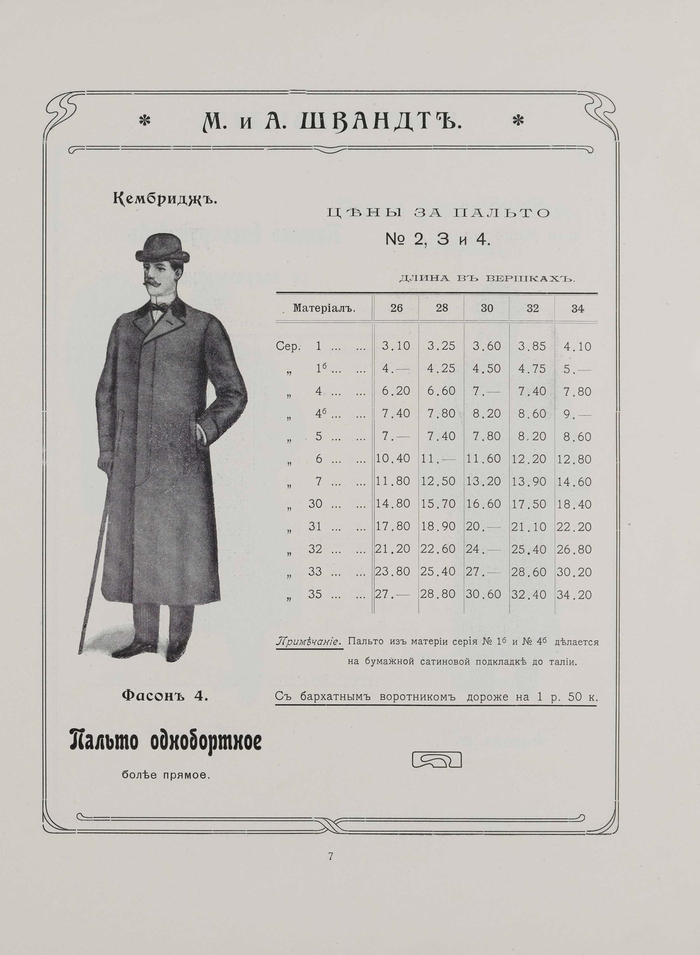 * М. и А. ШВАНДТЪ. *
Кембриджъ.
ЦѢНЫ ЗА ПАЛЬТО
№ 2, 3 и 4.
ДЛИНА ВЪ ВЕРШКАХЪ.
Матеріалъ. 26 28 30 32 34
Сер. 1 ... ... 3.10 3.25 3.60 3.85 4.10
„ 1б ... ... 4.— 4.25 4.50 4.75 5.—
„ 4 ... ... 6.20 6.60 7.— 7.40 7.80
„ 4б ... ... 7.40 7.80 8.20 8.60 9.—
„ 5 ... ... 7.— 7.40 7.80 8.20 8.60
„ 6 ... ... 10.40 11.— 11.60 12.20 12.80
„ 7 ... ... 11.80 12.50 13.20 13.90 14.60
„ 30 ... ... 14.80 15.70 16.60 17.50 18.40
„ 31 ... ... 17.80 18.90 20.— 21.10 22.20
„ 32 ... ... 21.20 22.60 24.— 25.40 26.80
„ 33 ... ... 23.80 25.40 27.— 28.60 30.20
„ 35 ... ... 27.— 28.80 30.60 32.40 34.20
Примѣчаніе. Пальто изъ матеріи серія № 1б и № 4б дѣлается
на бумажной сатиновой подкладкѣ до таліи.
Съ бархатнымъ воротникомъ дороже на 1 р. 50 к.
Фасонъ 4.
Пальто однобортное
болѣе прямое.
7